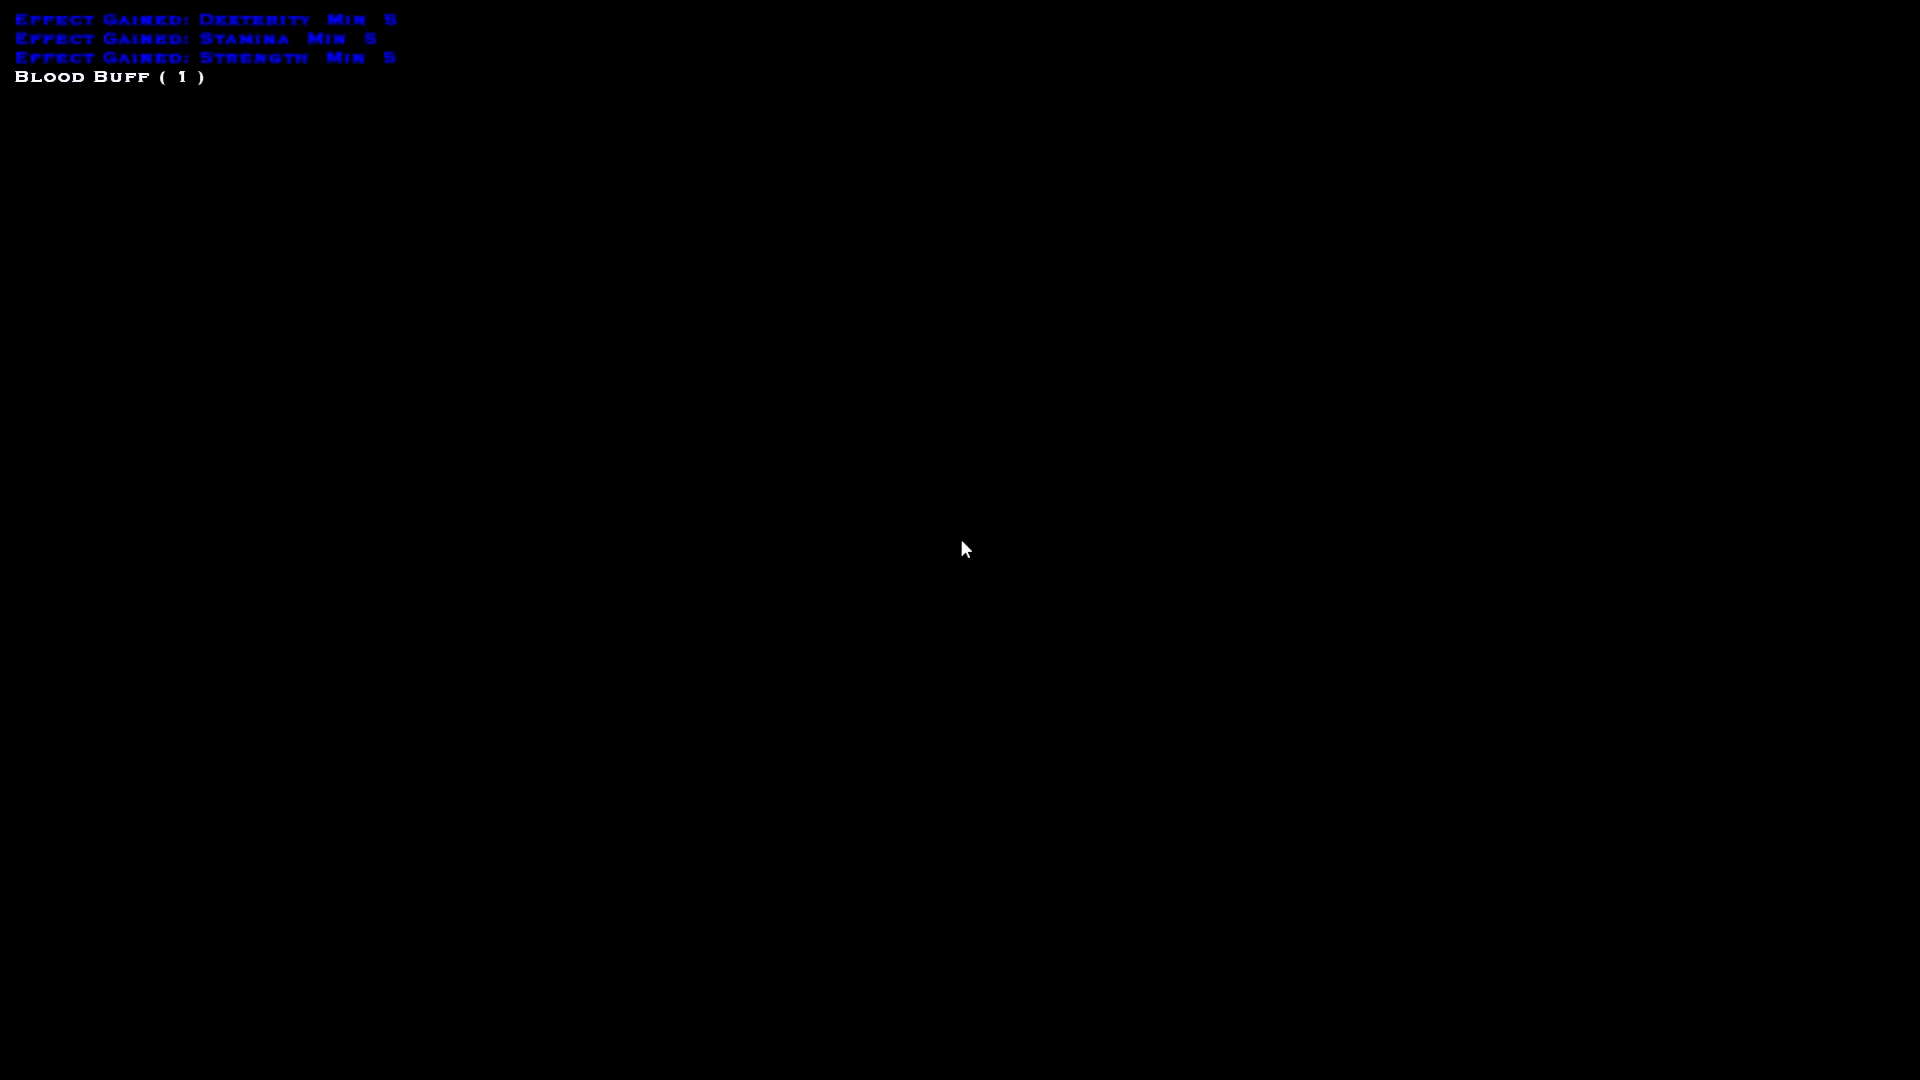 Effect Gained: Dexterity Min 5
Effect Gained: Stamina Min 5
Effect Gained: Strength Min 5
Blood Buff ( 1 )